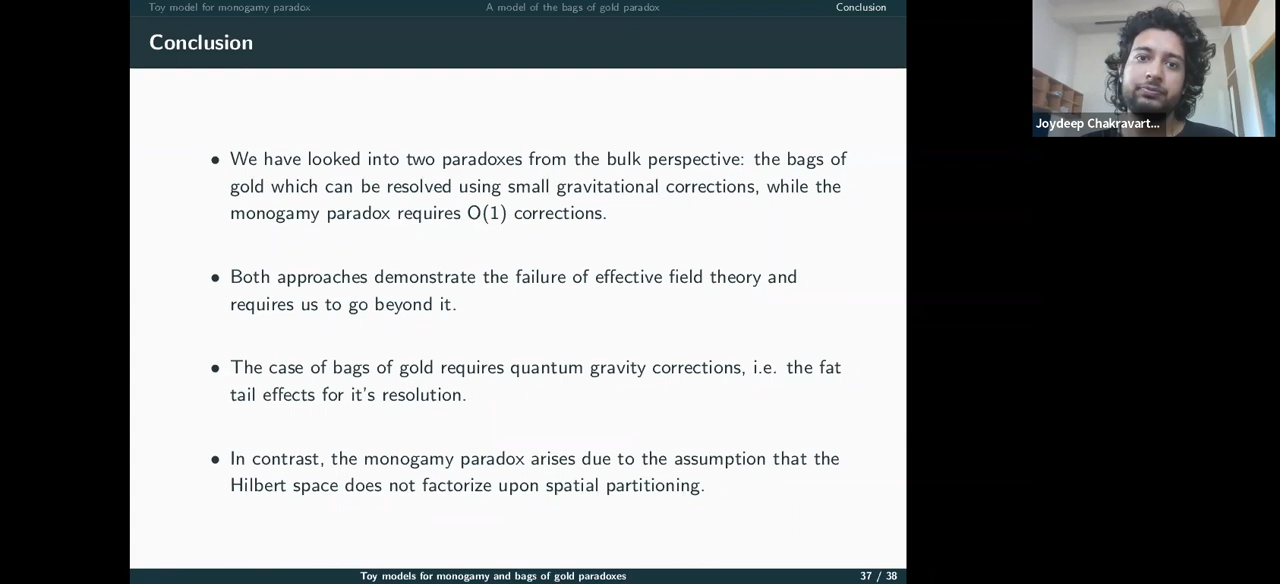 Toy model for monogamy paradox
A model of the bags of gold paradox
Conclusion
Conclusion
• We have looked into two paradoxes from the bulk perspective: the bags of
gold which can be resolved using small gravitational corrections, while the
monogamy paradox requires O(1) corrections.
• Both approaches demonstrate the failure of effective field theory and
requires us to go beyond it.
• The case of bags of gold requires quantum gravity corrections, i.e. the fat
tail effects for it's resolution.
• In contrast, the monogamy paradox arises due to the assumption that the
Hilbert space does not factorize upon spatial partitioning.
Toy models for monogamy and bags of gold paradoxes
37 / 38
Joydeep Chakravart...